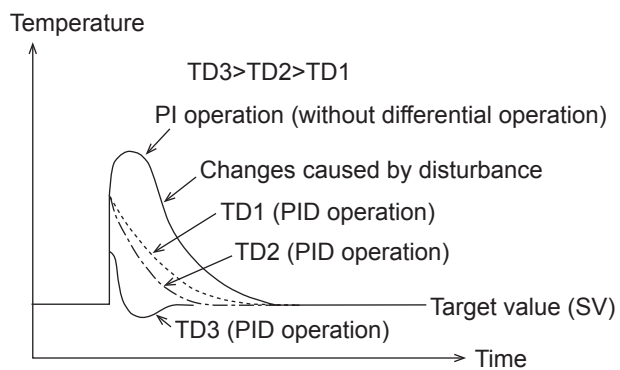 Temperature
TD3>TD2>TD1
PI operation (without differential operation)
Changes caused by disturbance
TD1 (PID operation)
TD2 (PID operation)
Target value (SV)
TD3 (PID operation)
Time